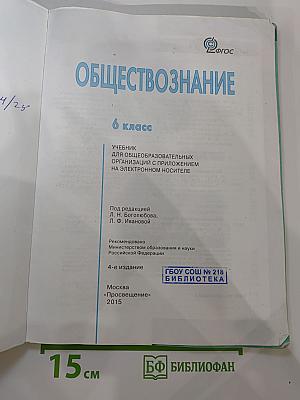 ФГОС
ОБЩЕСТВОЗНАНИЕ
6 класс
УЧЕБНИК
ДЛЯ ОБЩЕОБРАЗОВАТЕЛЬНЫХ
ОРГАНИЗАЦИЙ С ПРИЛОЖЕНИЕМ
НА ЭЛЕКТРОННОМ НОСИТЕЛЕ
Под редакцией
Л. Н. Боголюбова,
Л. Ф. Ивановой
Рекомендовано
Министерством образования и науки
Российской Федерации
4-е издание
ГБОУ СОШ № 218
БИБЛИОТЕКА
Москва
«Просвещение»
2015
15 см
БФ БИБЛИОФАН